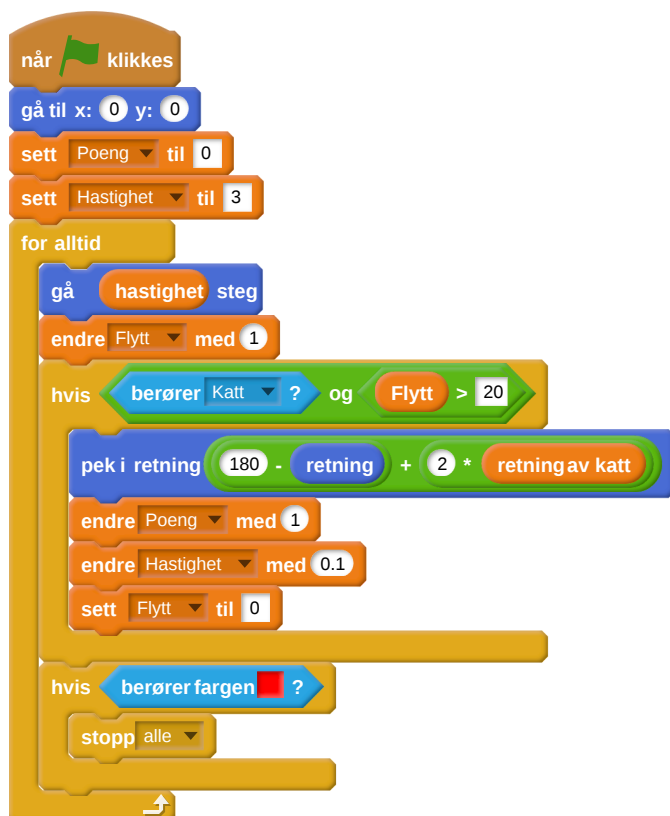 når klikkes
gå til x: 0 y: 0
sett Poeng til 0
sett Hastighet til 3
for alltid
gå hastighet steg
endre Flytt med 1
hvis berører Katt ? og Flytt > 20
pek i retning 180 - retning + 2 * retning av katt
endre Poeng med 1
endre Hastighet med 0.1
sett Flytt til 0
hvis berører fargen ?
stopp alle